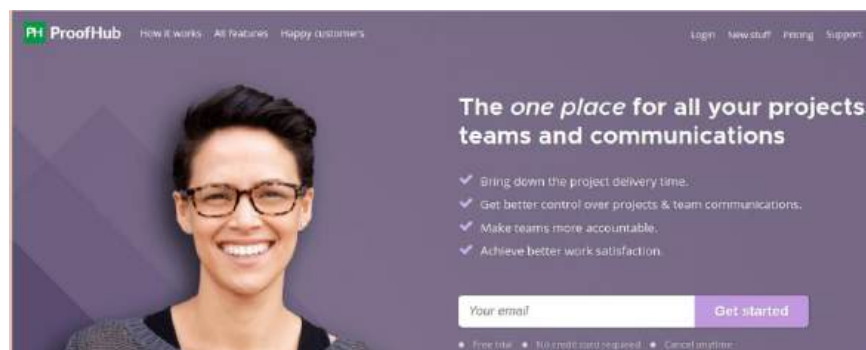 PH ProofHub How it works All features Happy customers Login New stuff Pricing Support
The one place for all your projects
teams and communications
Bring down the project delivery time.
Get better control over projects & team communications.
Make teams more accountable.
Achieve better work satisfaction.
Your email Get started
Free trial No credit card required Cancel anytime